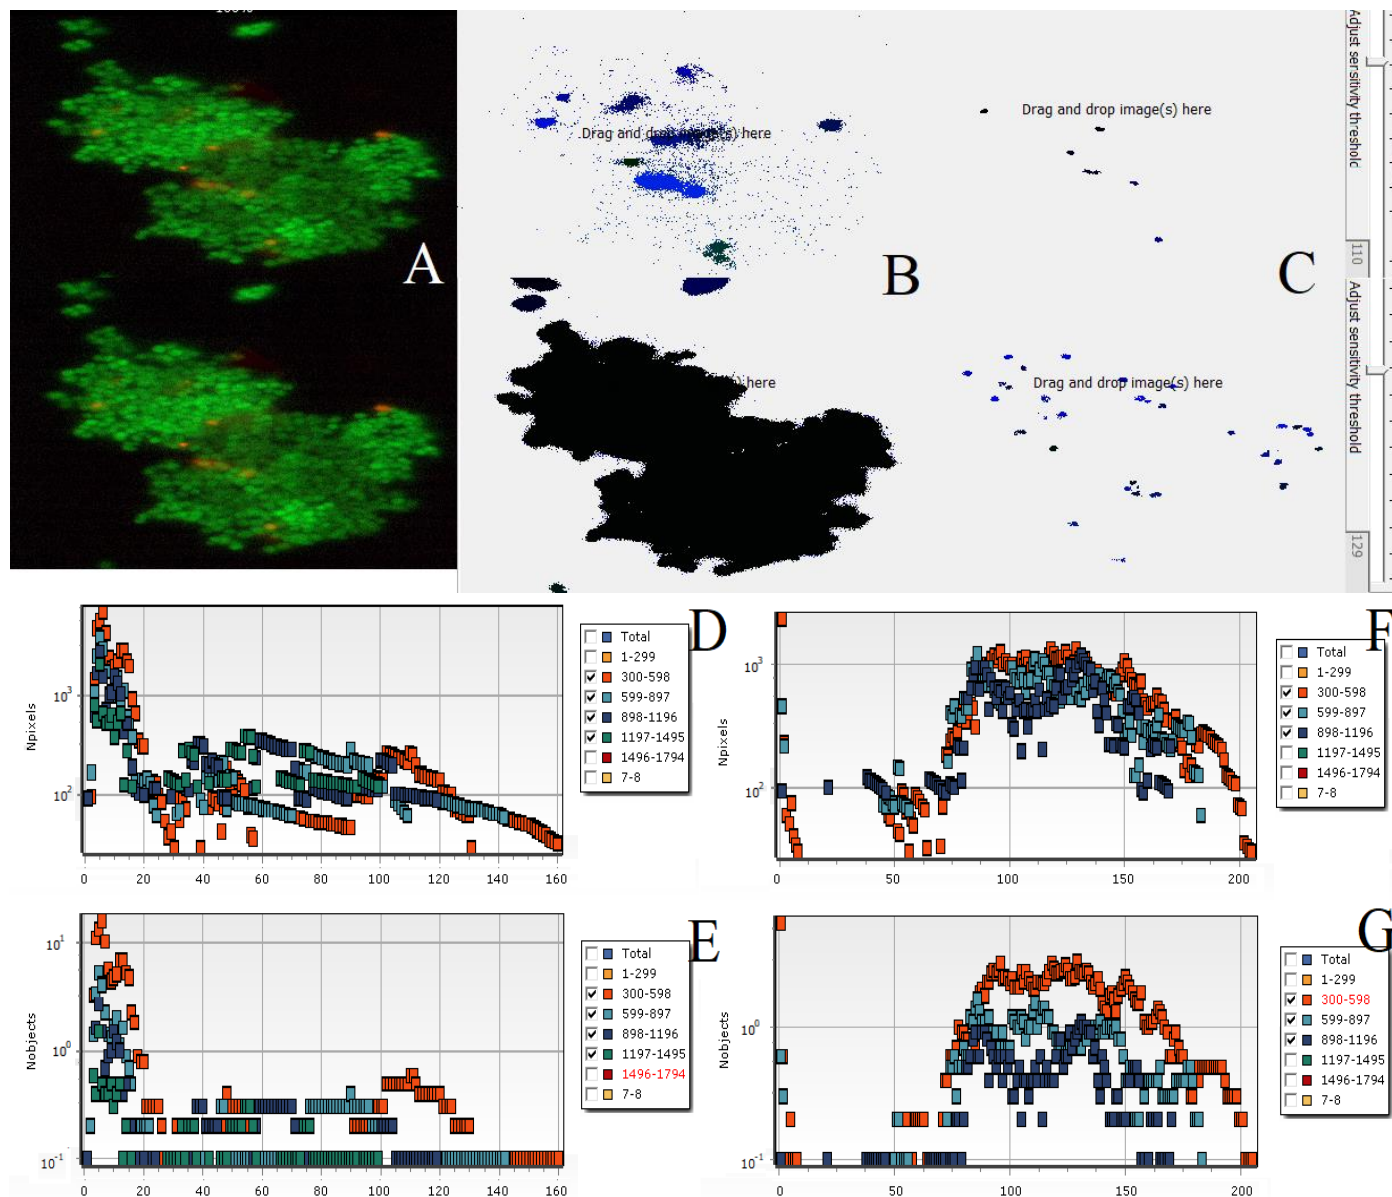 100%
Drag and drop image(s) here
Drag and drop image(s) here
Adjust sensitivity threshold
110
A
B
C
) here
Drag and drop image(s) here
Adjust sensitivity threshold
129
D
Npixels
10³
10²
0 20 40 60 80 100 120 140 160
Total
1-299
300-598
599-897
898-1196
1197-1495
1496-1794
7-8
F
Npixels
10³
10²
0 50 100 150 200
Total
1-299
300-598
599-897
898-1196
1197-1495
1496-1794
7-8
E
Nobjects
10¹
10⁰
10⁻¹
0 20 40 60 80 100 120 140 160
Total
1-299
300-598
599-897
898-1196
1197-1495
1496-1794
7-8
G
Nobjects
10⁰
10⁻¹
0 50 100 150 200
Total
1-299
300-598
599-897
898-1196
1197-1495
1496-1794
7-8